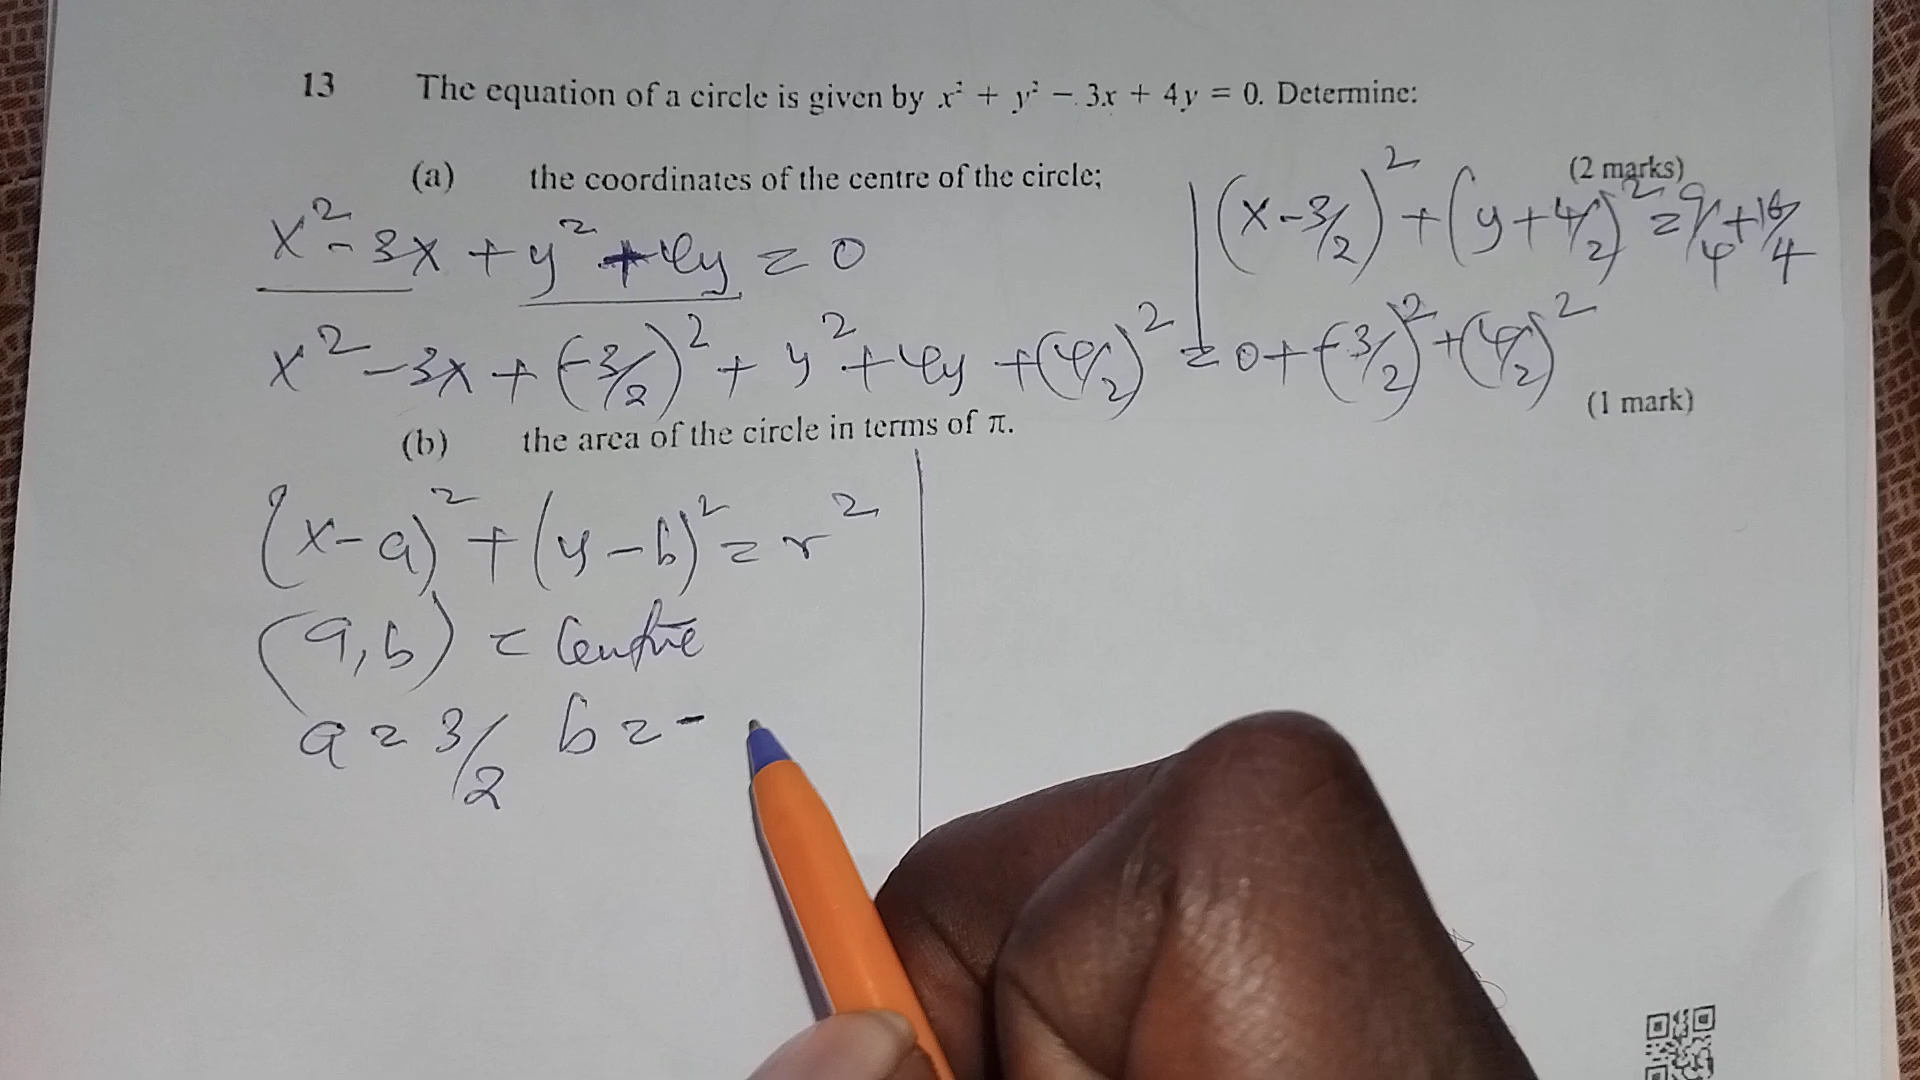 13 The equation of a circle is given by x² + y² - 3x + 4y = 0. Determine:
(a) the coordinates of the centre of the circle; (2 marks)
x² - 3x + y² + 4y = 0
(x - 3/2)² + (y + 4/2)² = 9/4 + 16/4
x² - 3x + (-3/2)² + y² + 4y + (4/2)² = 0 + (-3/2)² + (4/2)²
(1 mark)
(b) the area of the circle in terms of π.
(x - a)² + (y - b)² = r²
(a, b) = Centre
a = 3/2 b = -